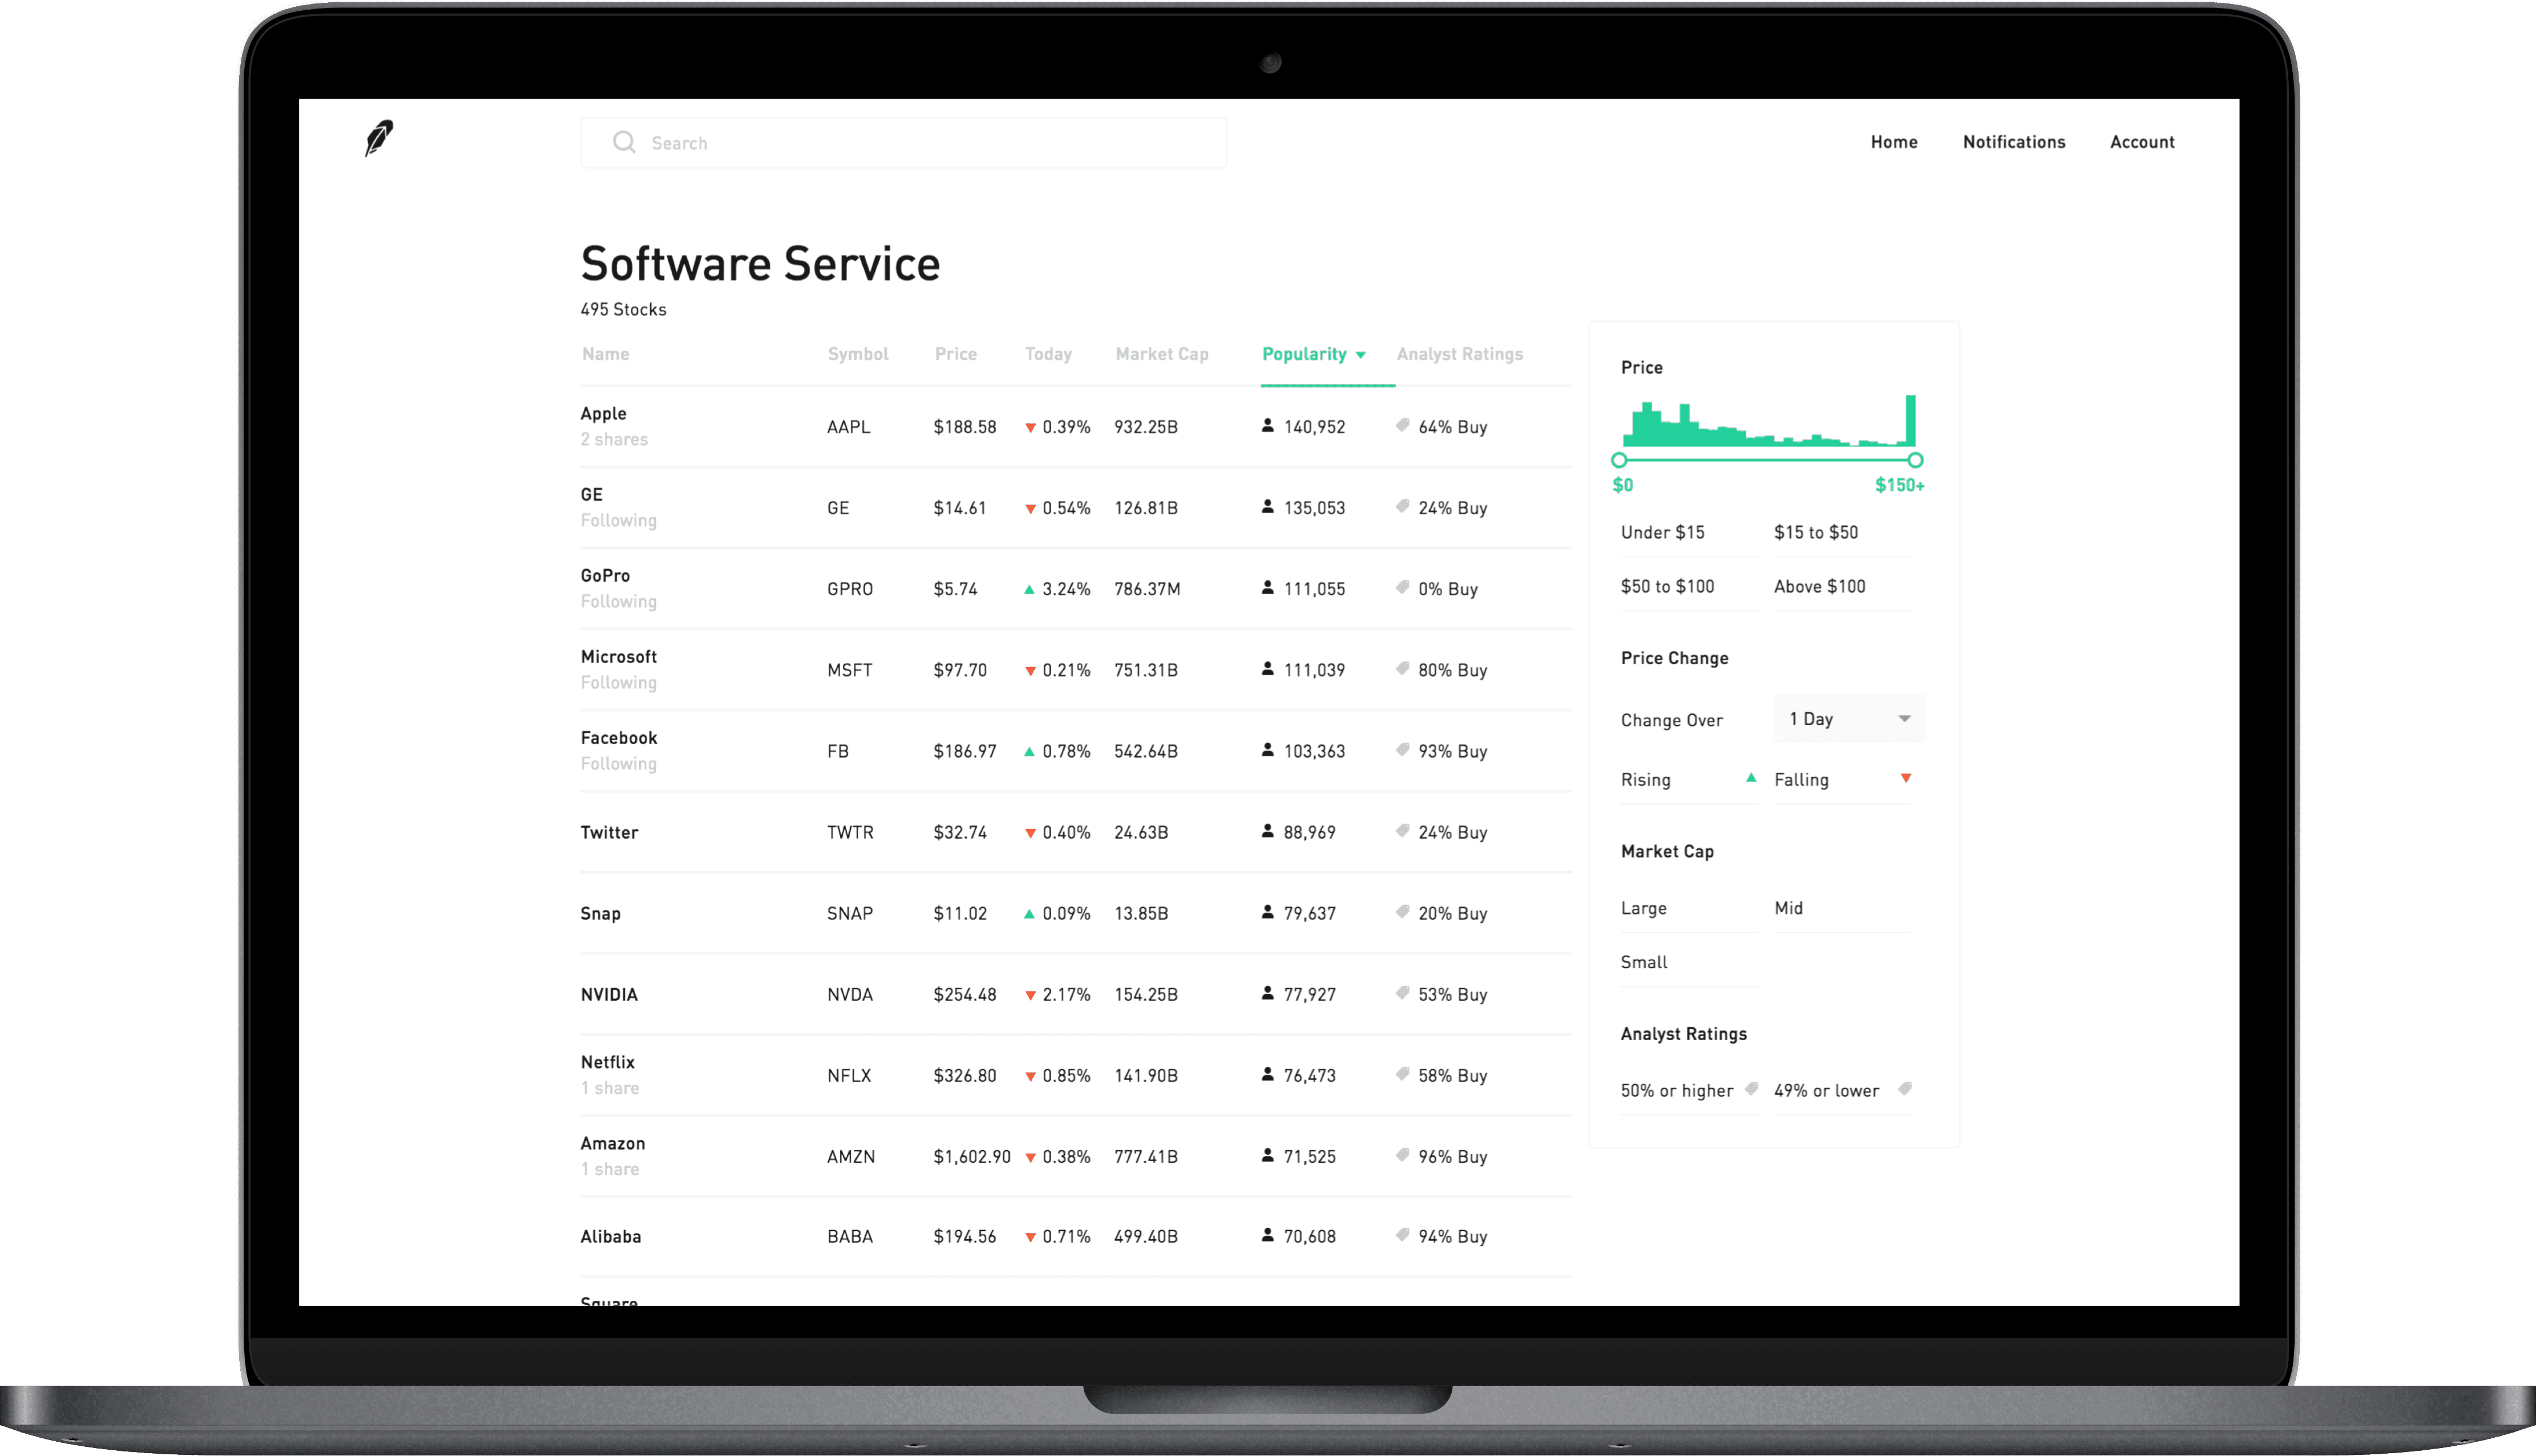 Search
Home Notifications Account
Software Service
495 Stocks
Name Symbol Price Today Market Cap Popularity Analyst Ratings
Apple
2 shares
AAPL $188.58 0.39% 932.25B 140,952 64% Buy
GE
Following
GE $14.61 0.54% 126.81B 135,053 24% Buy
GoPro
Following
GPRO $5.74 3.24% 786.37M 111,055 0% Buy
Microsoft
Following
MSFT $97.70 0.21% 751.31B 111,039 80% Buy
Facebook
Following
FB $186.97 0.78% 542.64B 103,363 93% Buy
Twitter TWTR $32.74 0.40% 24.63B 88,969 24% Buy
Snap SNAP $11.02 0.09% 13.85B 79,637 20% Buy
NVIDIA NVDA $254.48 2.17% 154.25B 77,927 53% Buy
Netflix
1 share
NFLX $326.80 0.85% 141.90B 76,473 58% Buy
Amazon
1 share
AMZN $1,602.90 0.38% 777.41B 71,525 96% Buy
Alibaba BABA $194.56 0.71% 499.40B 70,608 94% Buy
Square
Price
$0 $150+
Under $15 $15 to $50
$50 to $100 Above $100
Price Change
Change Over 1 Day
Rising Falling
Market Cap
Large Mid
Small
Analyst Ratings
50% or higher 49% or lower